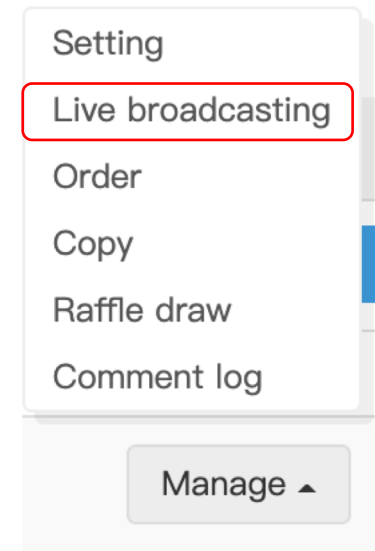 Setting
Live broadcasting
Order
Copy
Raffle draw
Comment log
Manage